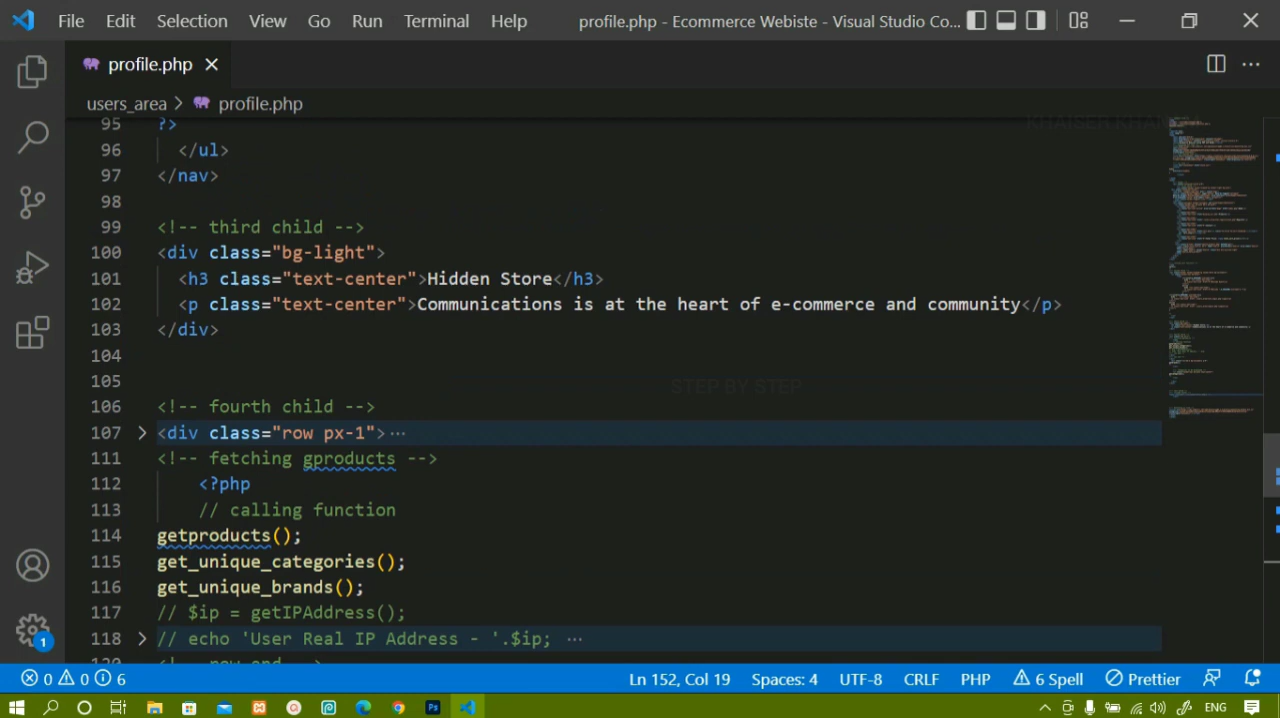 File Edit Selection View Go Run Terminal Help profile.php - Ecommerce Webiste - Visual Studio Co...
profile.php
users_area > profile.php
95 ?>
96 </ul>
97 </nav>
98
99 <!-- third child -->
100 <div class="bg-light">
101 <h3 class="text-center">Hidden Store</h3>
102 <p class="text-center">Communications is at the heart of e-commerce and community</p>
103 </div>
104
105
STEP BY STEP
106 <!-- fourth child -->
107 <div class="row px-1">...
111 <!-- fetching gproducts -->
112 <?php
113 // calling function
114 getproducts();
115 get_unique_categories();
116 get_unique_brands();
117 // $ip = getIPAddress();
118 // echo 'User Real IP Address - '.$ip; ...
1
0 0 6 Ln 152, Col 19 Spaces: 4 UTF-8 CRLF PHP 6 Spell Prettier
ENG